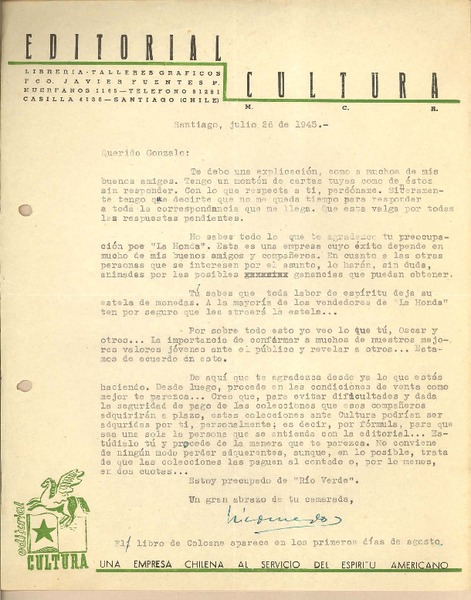 EDITORIAL
LIBRERIA - TALLERES GRAFICOS
FCO. JAVIER FUENTES P.
HUERFANOS 1165 - TELEFONO 81281
CASILLA 4130 - SANTIAGO (CHILE)
CULTURA
M. C. R.
Santiago, julio 26 de 1945.-
Querido Gonzalo:
Te debo una explicación, como a muchos de mis
buenos amigos. Tengo un montón de cartas tuyas como de éstos
sin responder. Con lo que respecta a ti, perdóname. Sinceramen-
te tengo que decirte que no me queda tiempo para responder
a toda la correspondencia que me llega. Que esta valga por todas
las respuestas pendientes.
No sabes todo lo que te agradezco tu preocupa-
ción poe "La Honda". Esta es una empresa cuyo éxito depende en
mucho de mis buenos amigos y compañeros. En cuanto a las otras
personas que se interesen por el asunto, lo harán, sin duda,
animadas por las posibles xxxxxxxx ganancias que puedan obtener.
Tú sabes que toda labor de espíritu deja su
estela de monedas. A la mayoría de los vendedores de "La Honda"
ten por seguro que les atraerá la estela...
Por sobre todo esto yo veo lo que tú, Oscar y
otros... La importancia de confirmar a muchos de nuestros mejo-
res valores jóvenes ante el público y revelar a otros... Esta-
mos de acuerdo en esto.
De aquí que te agradezca desde ya lo que estés
haciendo. Desde luego, procede en las condiciones de venta como
mejor te parezca... Creo que, para evitar dificultades y dada
la seguridad de pago de las colecciones que esos compañeros
adquirirán a plazo, estas colecciones ante Cultura podrían ser
adquridas por ti, personalmente; es decir, por fórmula, para que
sea una sola la persona que se entienda con la editorial... Es-
túdialo tú y procede de la manera que te parezca. No conviene
de ningún modo perder adquerentes, aunque, en lo posible, trata
de que las colecciones las paguen al contado o, por lo menos,
en dos cuotas...
Estoy preocupado de "Río Verde".
Un gran abrazo de tu camarada,
Nicomedes
El libro de Coloane aparece en los primeros días de agosto.
editorial
CULTURA
UNA EMPRESA CHILENA AL SERVICIO DEL ESPIRITU AMERICANO